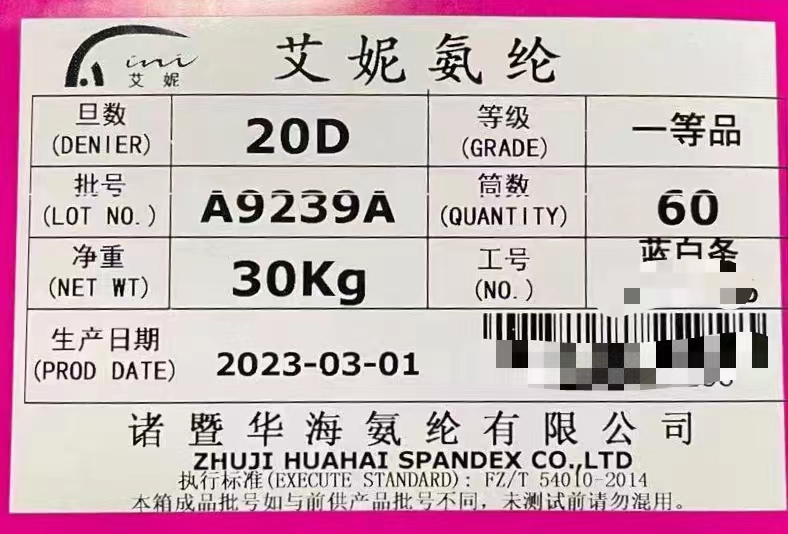 ini
艾妮
艾妮氨纶
旦数
(DENIER)
20D
等级
(GRADE)
一等品
批号
(LOT NO.)
A9239A
筒数
(QUANTITY)
60
净重
(NET WT)
30Kg
工号
(NO.)
蓝白条
生产日期
(PROD DATE)
2023-03-01
诸暨华海氨纶有限公司
ZHUJI HUAHAI SPANDEX CO.,LTD
执行标准(EXECUTE STANDARD): FZ/T 54010-2014
本箱成品批号如与前供产品批号不同，未测试前请勿混用。